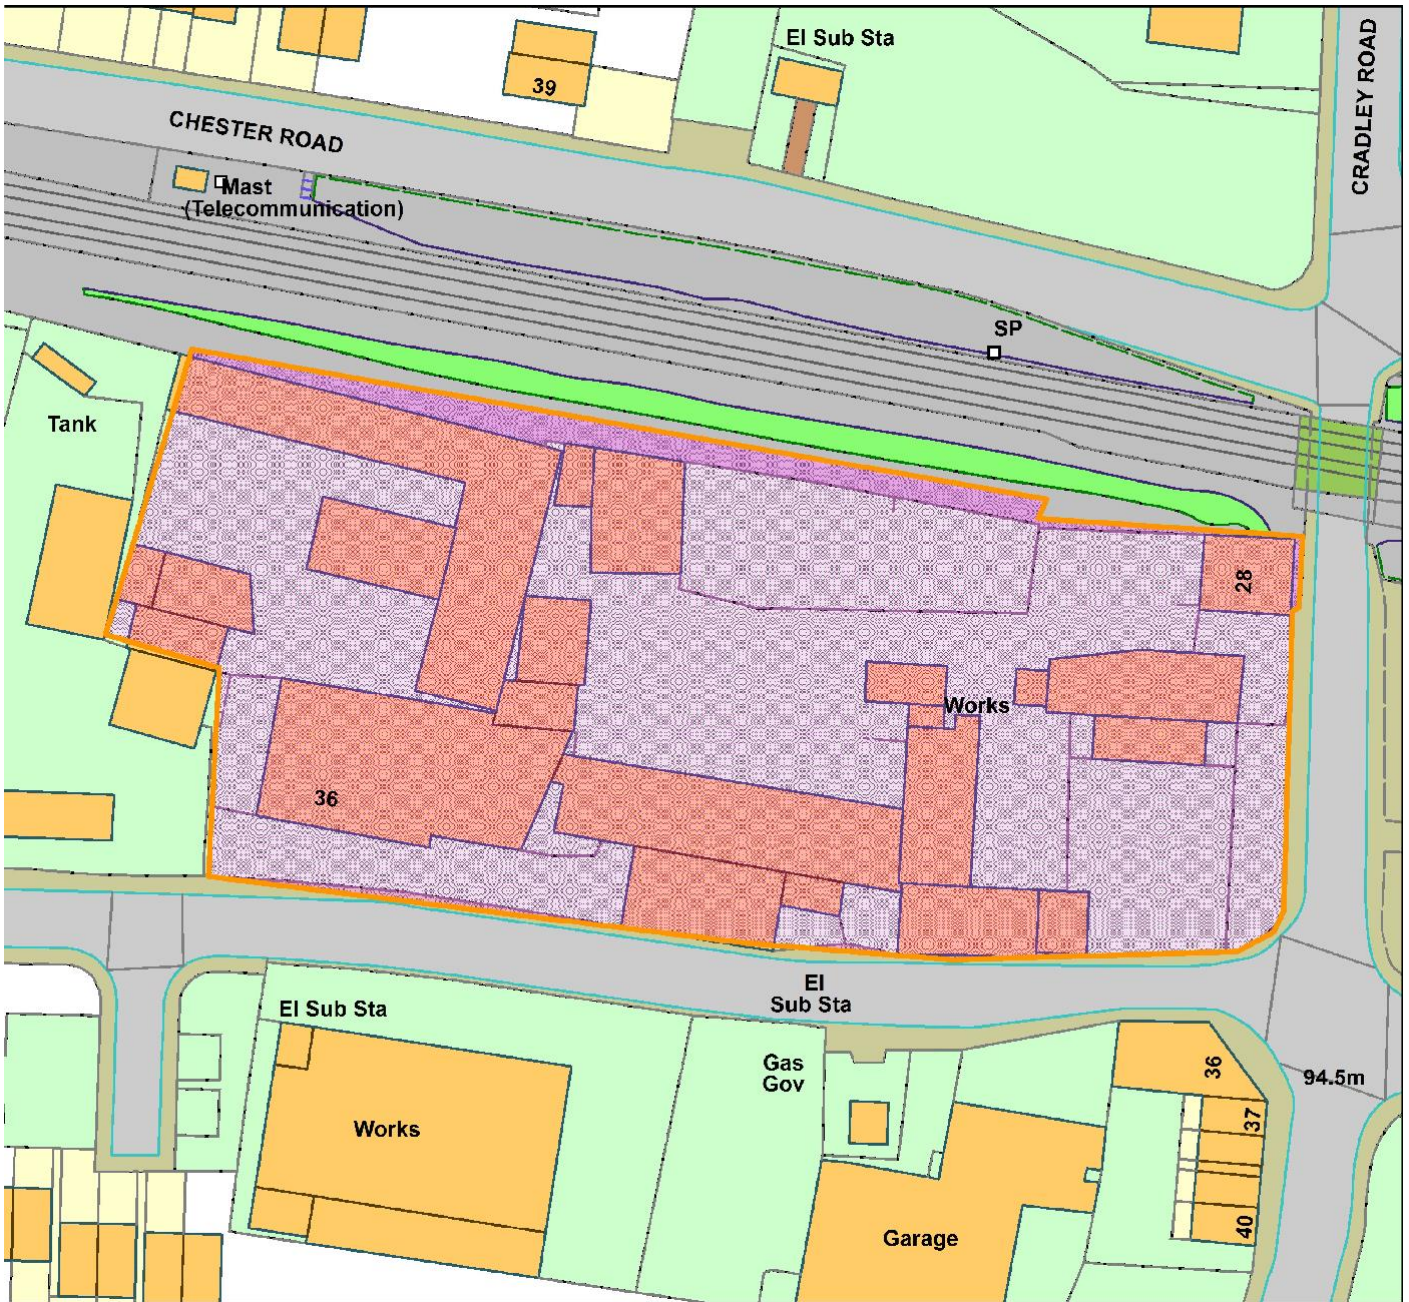 El Sub Sta
CRADLEY ROAD
39
CHESTER ROAD
Mast
(Telecommunication)
SP
Tank
28
Works
36
El
Sub Sta
El Sub Sta
Gas
Gov
36
94.5m
37
Works
40
Garage